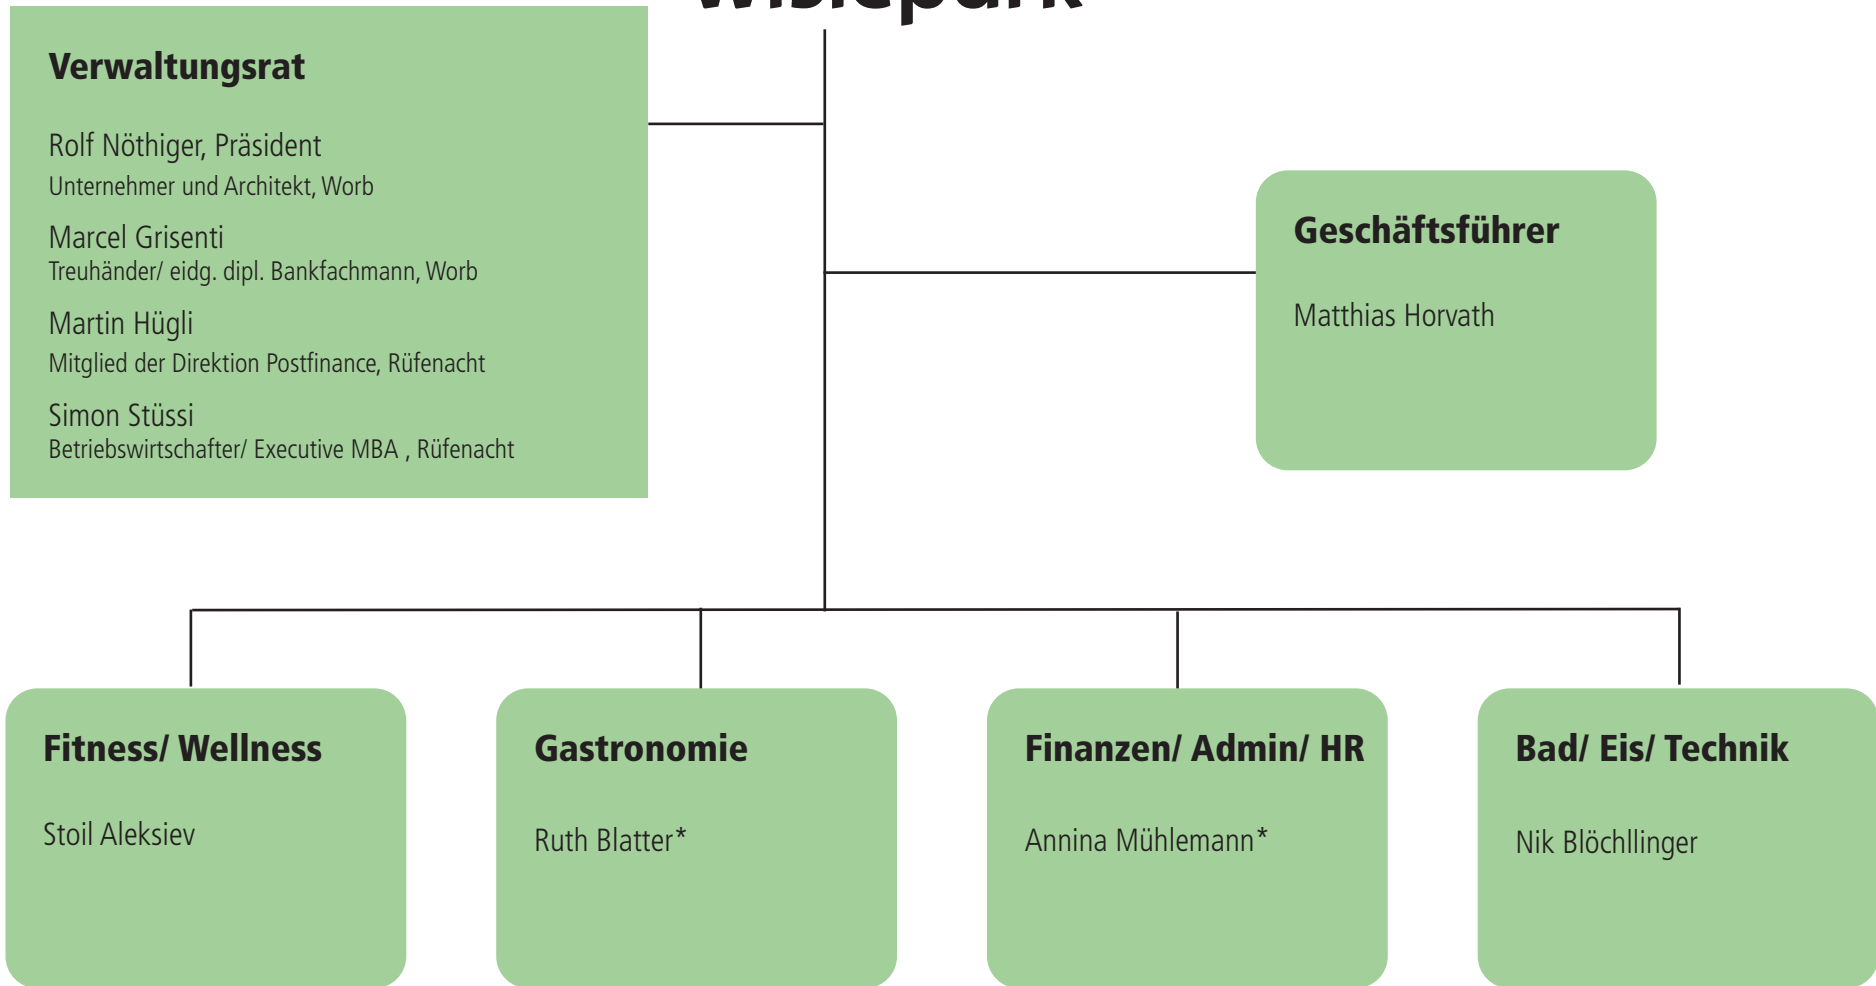 wislepark
Verwaltungsrat
Rolf Nöthiger, Präsident
Unternehmer und Architekt, Worb
Marcel Grisenti
Treuhänder/ eidg. dipl. Bankfachmann, Worb
Martin Hügli
Mitglied der Direktion Postfinance, Rüfenacht
Simon Stüssi
Betriebswirtschafter/ Executive MBA , Rüfenacht
Geschäftsführer
Matthias Horvath
Fitness/ Wellness
Stoil Aleksiev
Gastronomie
Ruth Blatter*
Finanzen/ Admin/ HR
Annina Mühlemann*
Bad/ Eis/ Technik
Nik Blöchllinger